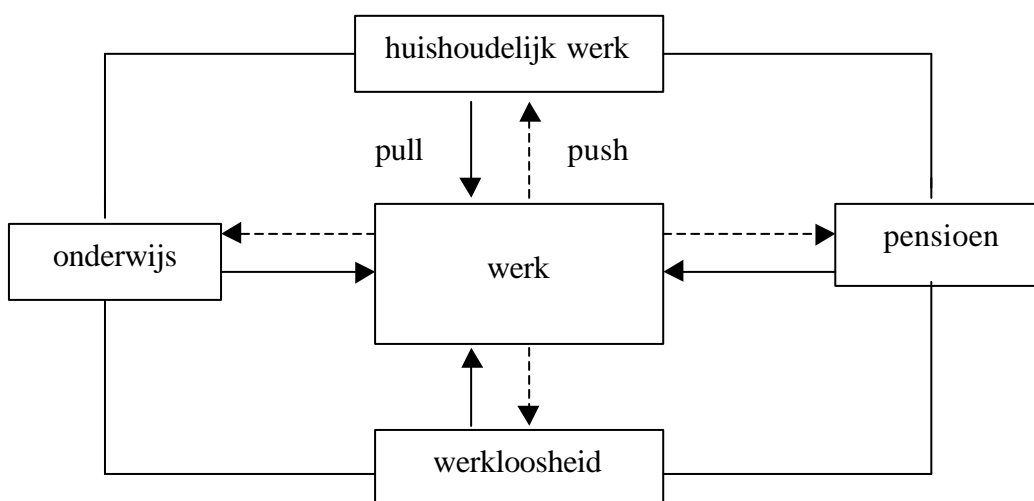 huishoudelijk werk
pull
push
onderwijs
werk
pensioen
werkloosheid